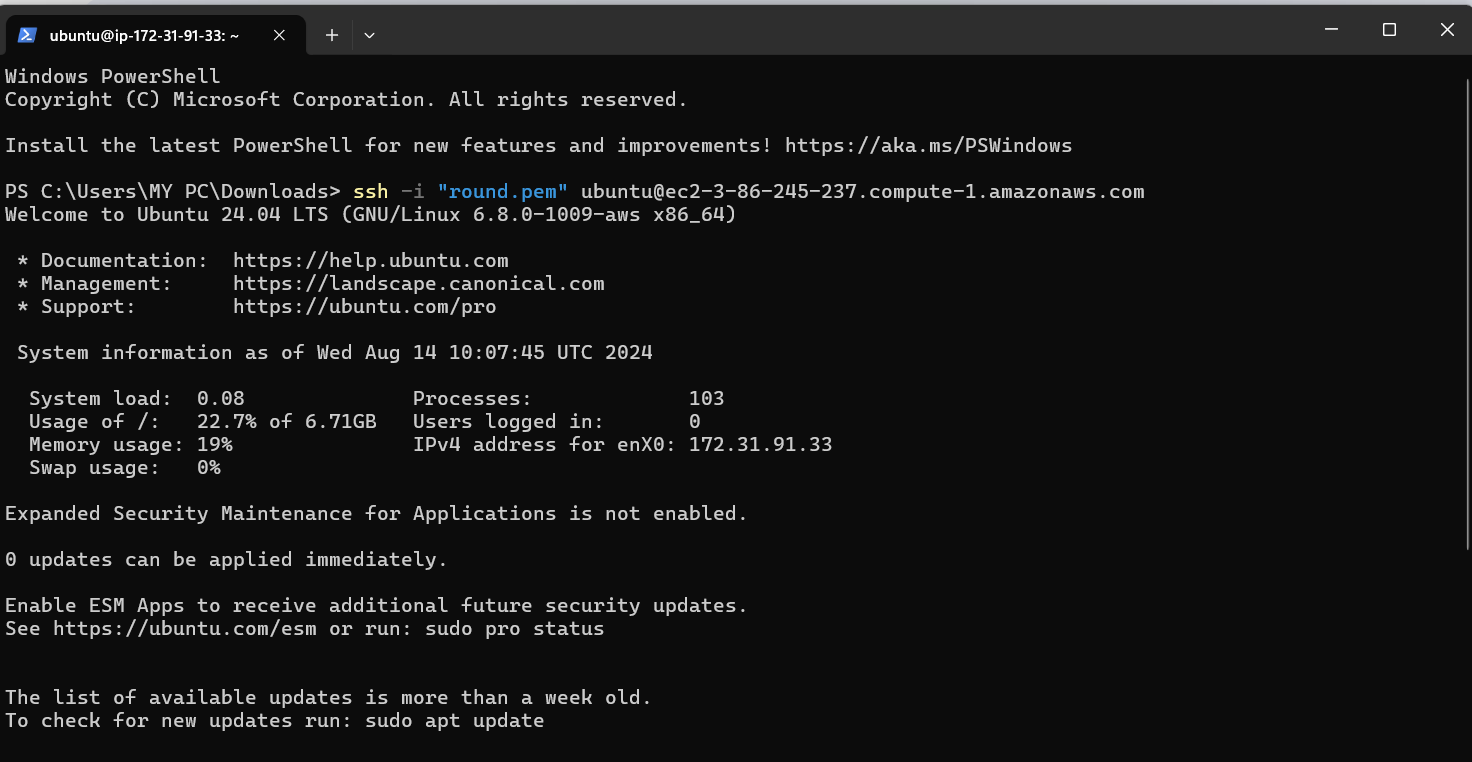 ubuntu@ip-172-31-91-33: ~
Windows PowerShell
Copyright (C) Microsoft Corporation. All rights reserved.
Install the latest PowerShell for new features and improvements! https://aka.ms/PSWindows
PS C:\Users\MY PC\Downloads> ssh -i "round.pem" ubuntu@ec2-3-86-245-237.compute-1.amazonaws.com
Welcome to Ubuntu 24.04 LTS (GNU/Linux 6.8.0-1009-aws x86_64)
* Documentation:  https://help.ubuntu.com
* Management:     https://landscape.canonical.com
* Support:        https://ubuntu.com/pro
System information as of Wed Aug 14 10:07:45 UTC 2024
System load:  0.08              Processes:             103
Usage of /:   22.7% of 6.71GB   Users logged in:       0
Memory usage: 19%               IPv4 address for enX0: 172.31.91.33
Swap usage:   0%
Expanded Security Maintenance for Applications is not enabled.
0 updates can be applied immediately.
Enable ESM Apps to receive additional future security updates.
See https://ubuntu.com/esm or run: sudo pro status
The list of available updates is more than a week old.
To check for new updates run: sudo apt update